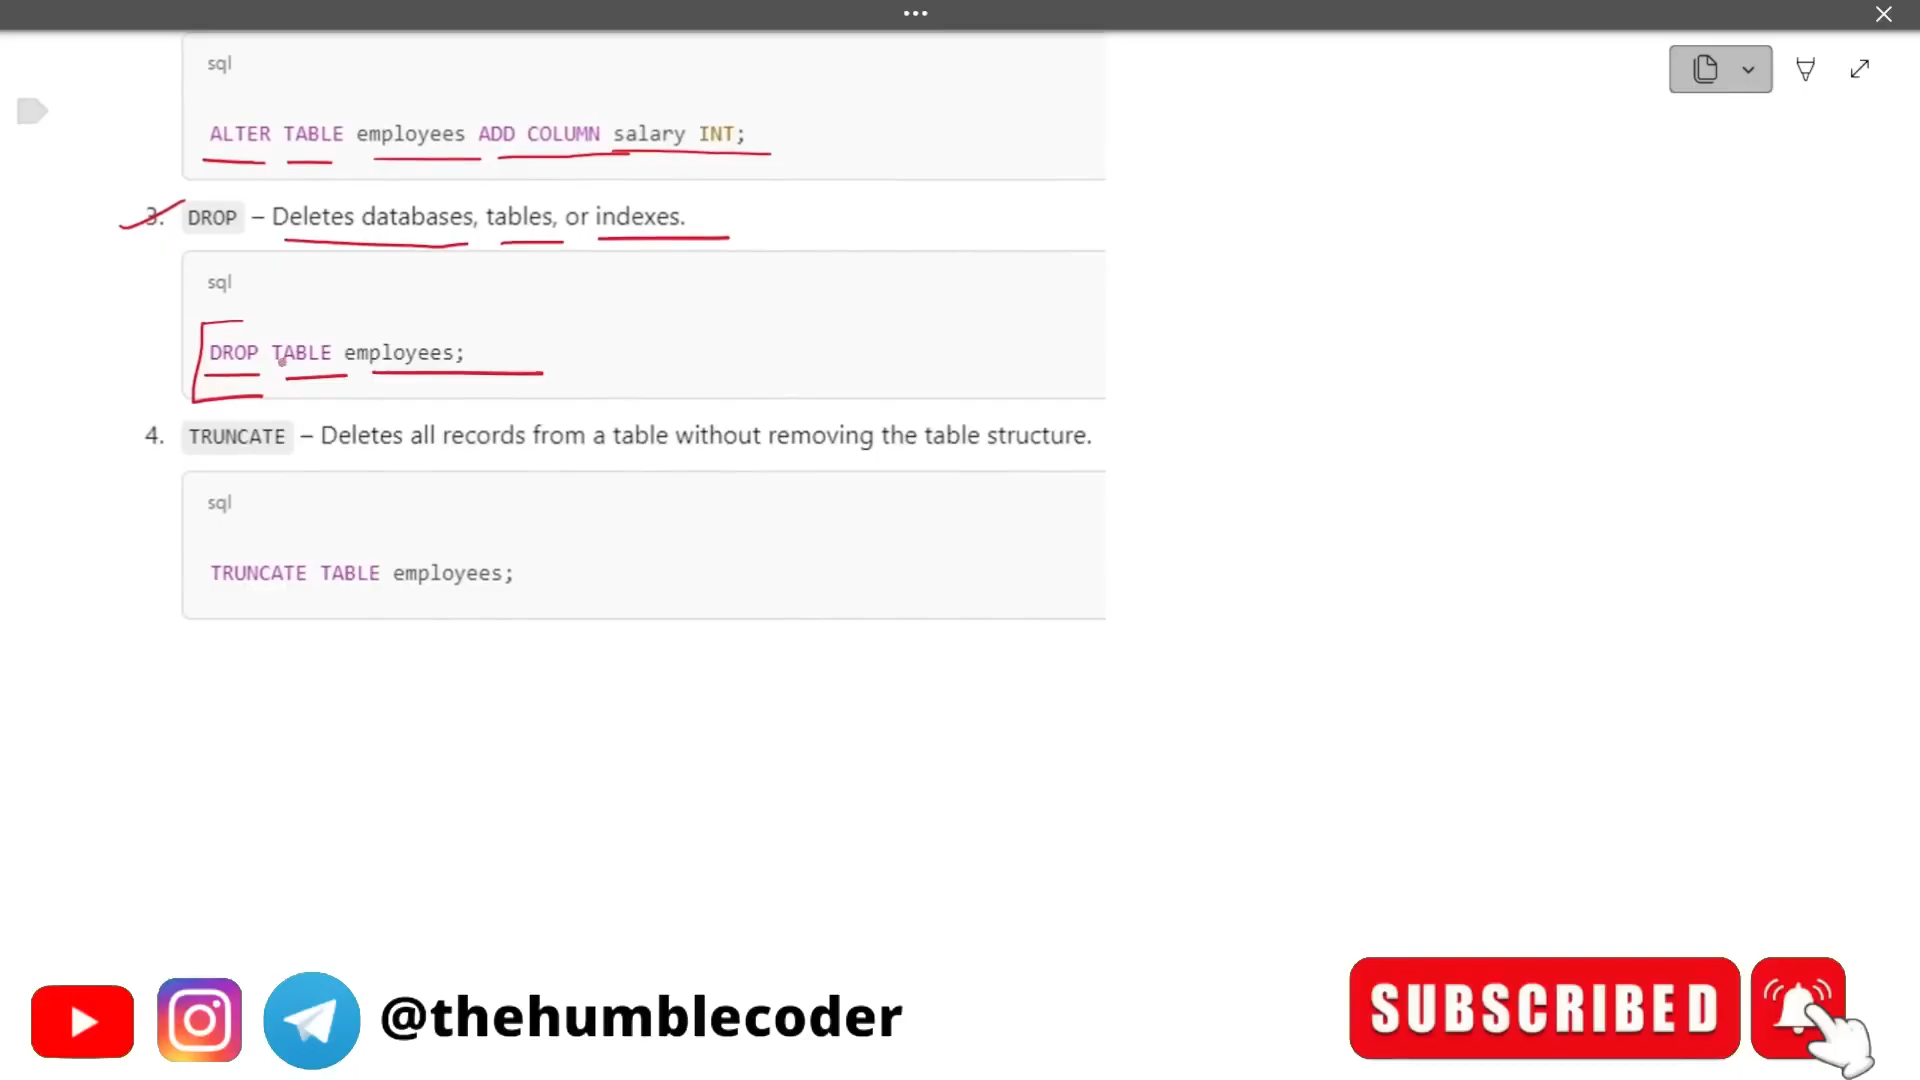 sql
ALTER TABLE employees ADD COLUMN salary INT;
3. DROP – Deletes databases, tables, or indexes.
sql
DROP TABLE employees;
4. TRUNCATE – Deletes all records from a table without removing the table structure.
sql
TRUNCATE TABLE employees;
@thehumblecoder
SUBSCRIBED